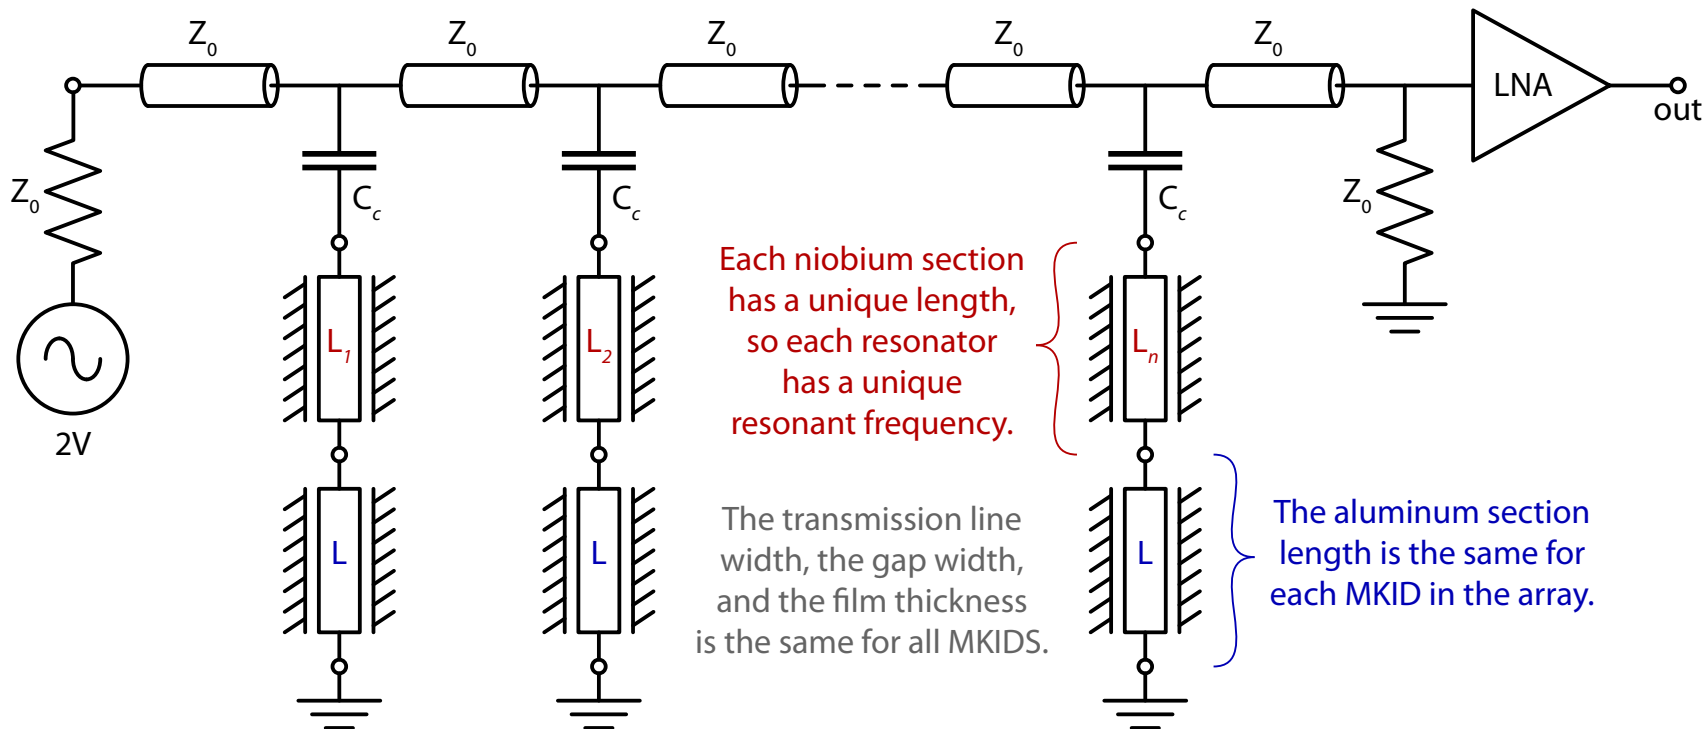 Z0
Z0
Z0
Z0
Z0
LNA
out
Z0
Cc
Cc
Cc
Z0
2V
L1
L2
Ln
Each niobium section
has a unique length,
so each resonator
has a unique
resonant frequency.
L
L
L
The transmission line
width, the gap width,
and the film thickness
is the same for all MKIDS.
The aluminum section
length is the same for
each MKID in the array.